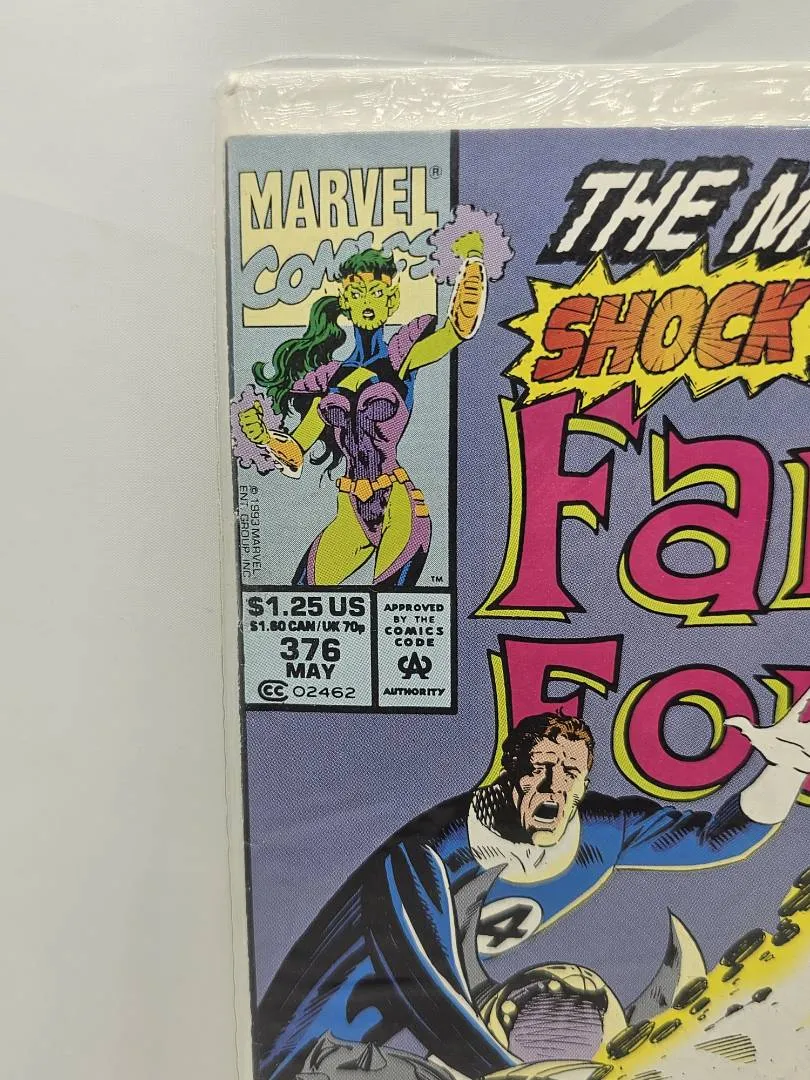 MARVEL®
COMICS
THE M
SHOCK
Fan
Fou
© 1993 MARVEL
ENT. GROUP, INC.
TM
$1.25 US
$1.60 CAN/UK 70p
376
MAY
CC 02462
APPROVED
BY THE
COMICS
CODE
CA
AUTHORITY
4